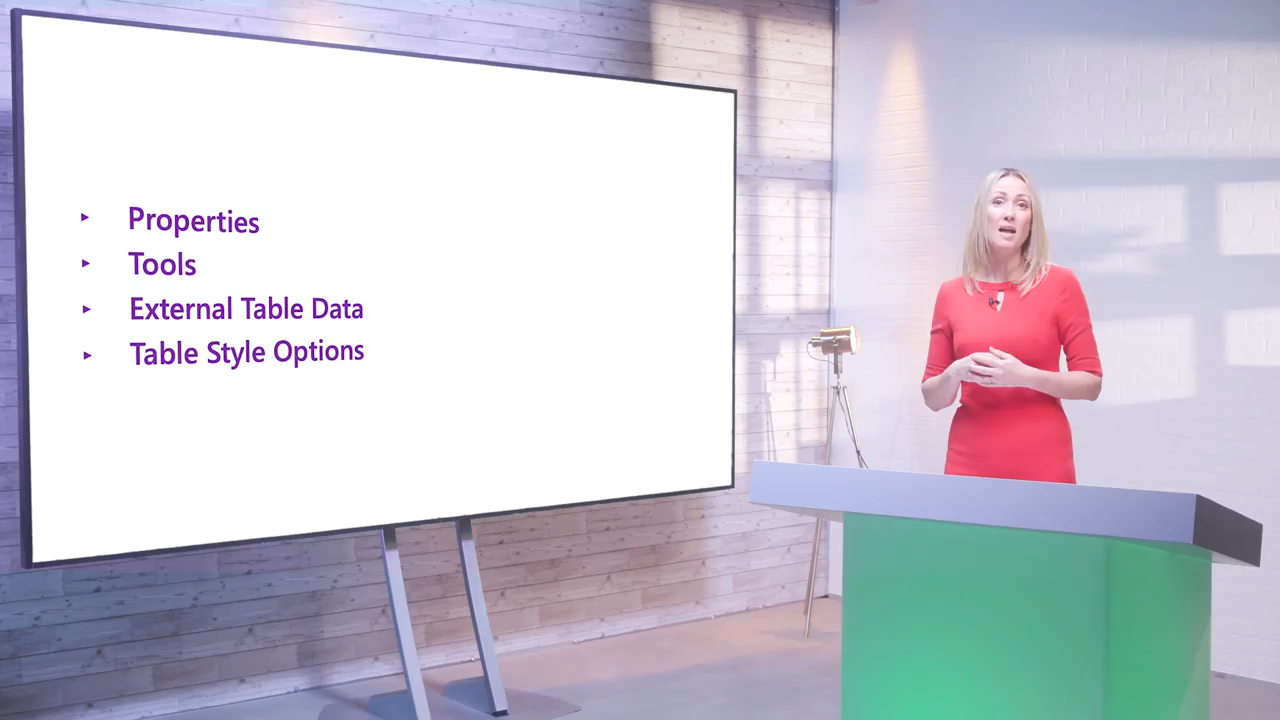 Properties
Tools
External Table Data
Table Style Options